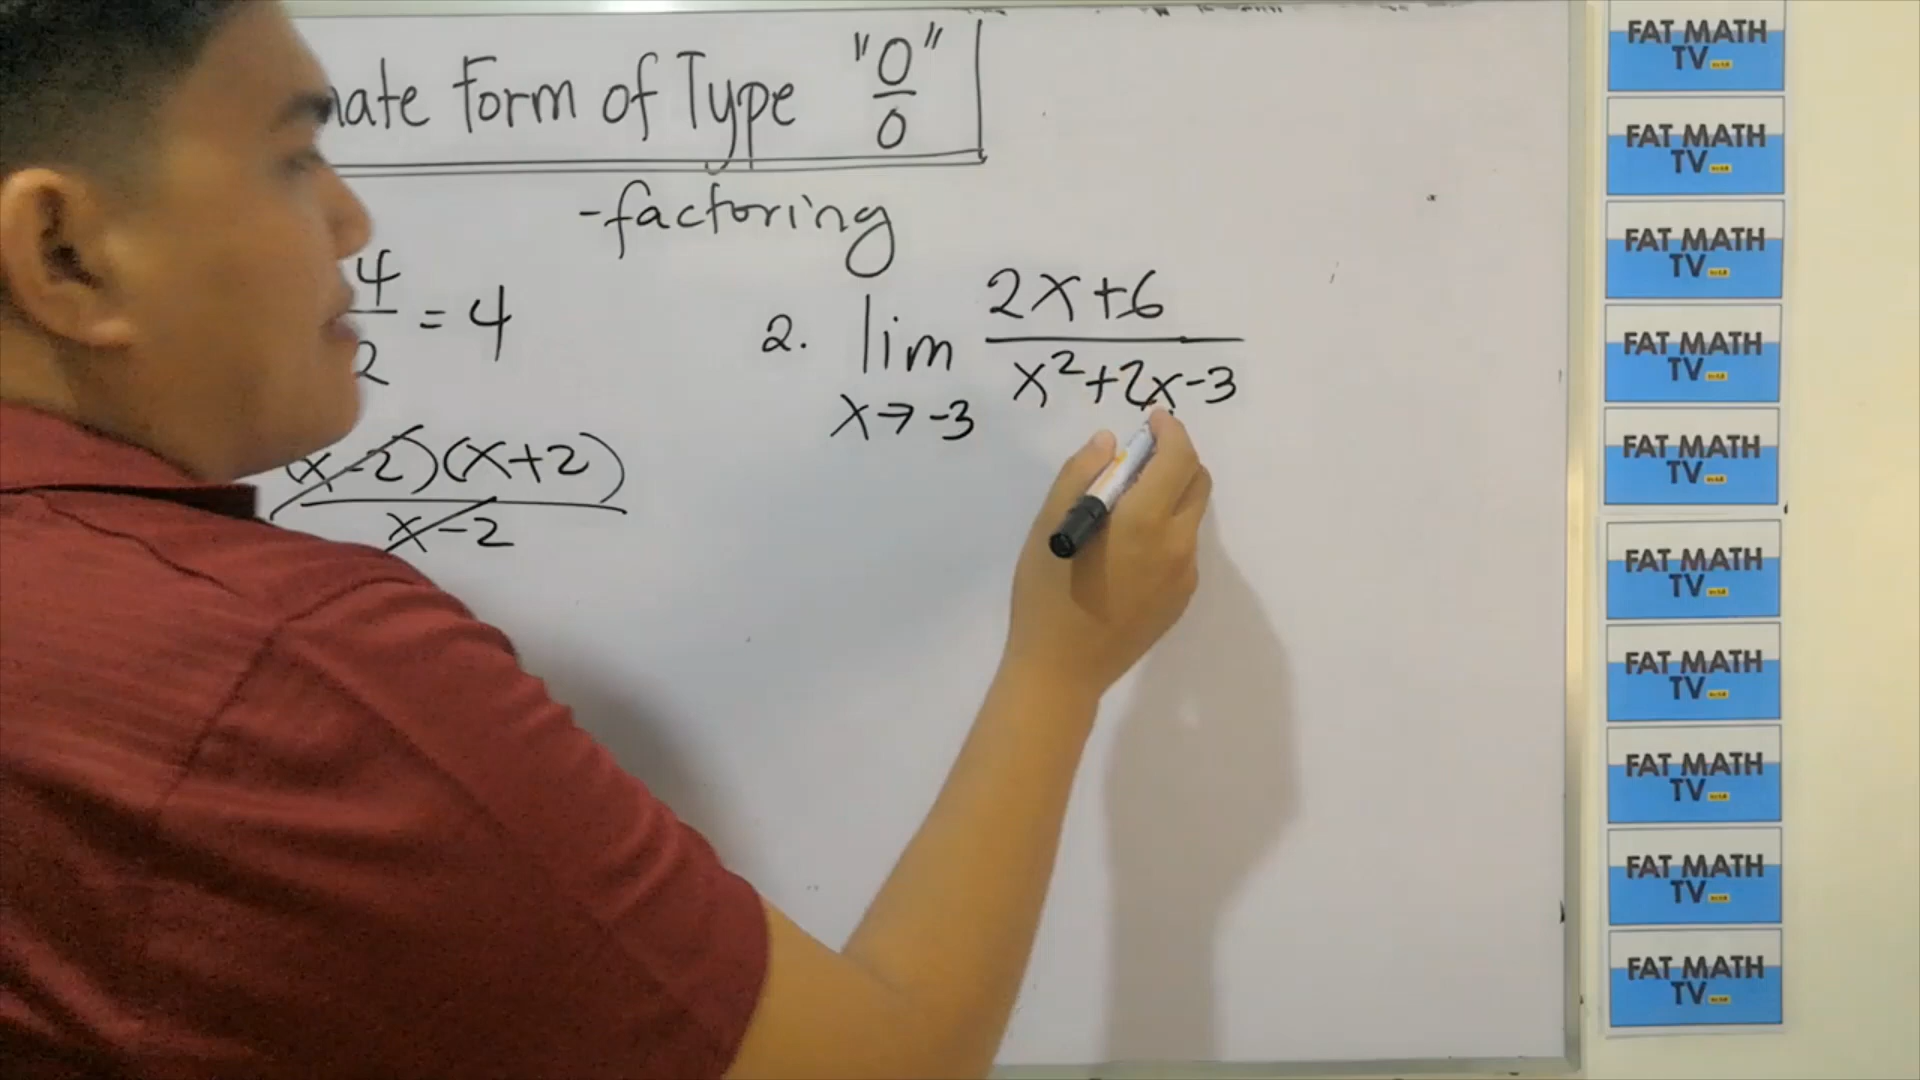 nate Form of Type "0/0"
-factoring
4/2 = 4
(x-2)(x+2)
x-2
2. lim 2x+6
x²+2x-3
x→-3
FAT MATH
TV
FAT MATH
TV
FAT MATH
TV
FAT MATH
TV
FAT MATH
TV
FAT MATH
TV
FAT MATH
TV
FAT MATH
TV
FAT MATH
TV
FAT MATH
TV